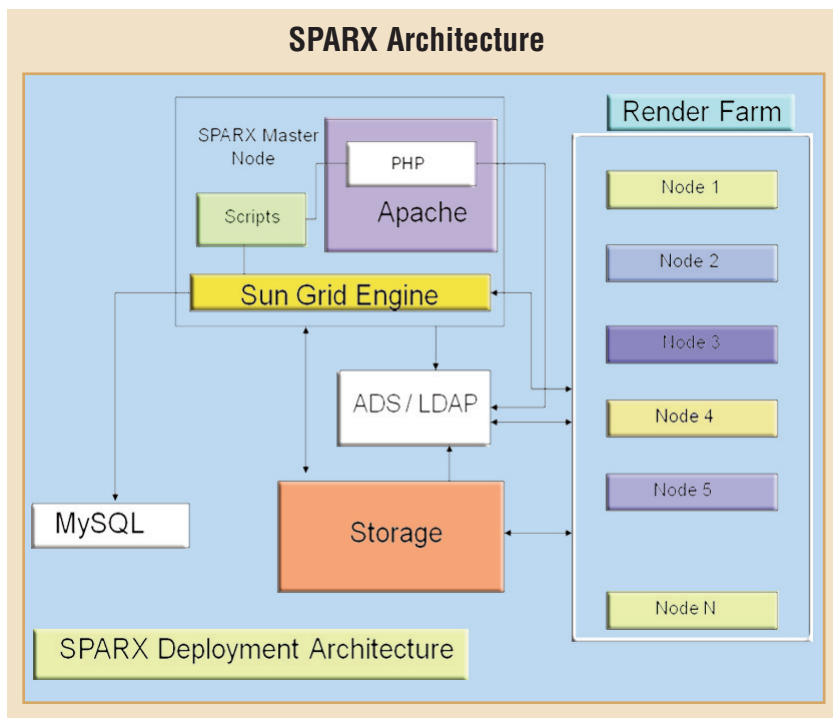 SPARX Architecture
SPARX Master
Node
PHP
Apache
Scripts
Sun Grid Engine
ADS / LDAP
MySQL
Storage
SPARX Deployment Architecture
Render Farm
Node 1
Node 2
Node 3
Node 4
Node 5
Node N